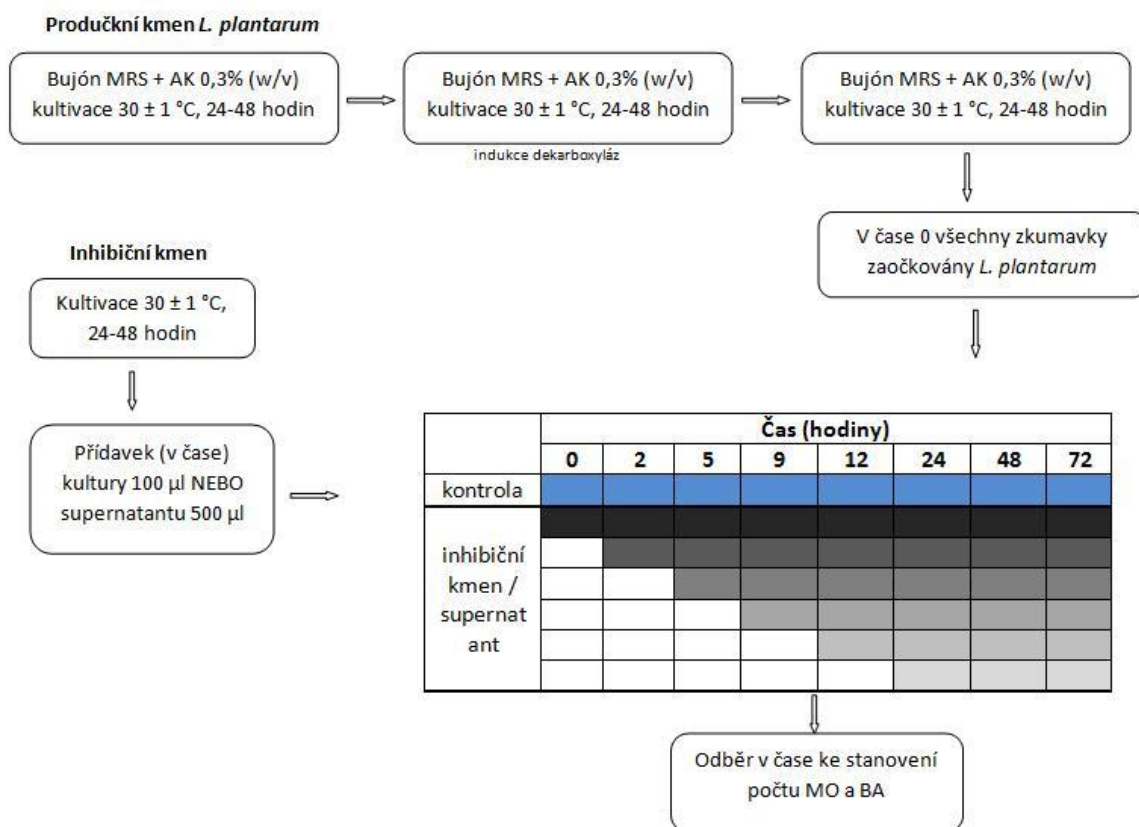 Produčkní kmen L. plantarum
Bujón MRS + AK 0,3% (w/v)
kultivace 30 ± 1 °C, 24-48 hodin
Bujón MRS + AK 0,3% (w/v)
kultivace 30 ± 1 °C, 24-48 hodin
indukce dekarboxyláz
Bujón MRS + AK 0,3% (w/v)
kultivace 30 ± 1 °C, 24-48 hodin
V čase 0 všechny zkumavky
zaočkovány L. plantarum
Inhibiční kmen
Kultivace 30 ± 1 °C,
24-48 hodin
Přídavek (v čase)
kultury 100 µl NEBO
supernatantu 500 µl
Čas (hodiny)
0 2 5 9 12 24 48 72
kontrola
inhibiční
kmen /
supernat
ant
Odběr v čase ke stanovení
počtu MO a BA